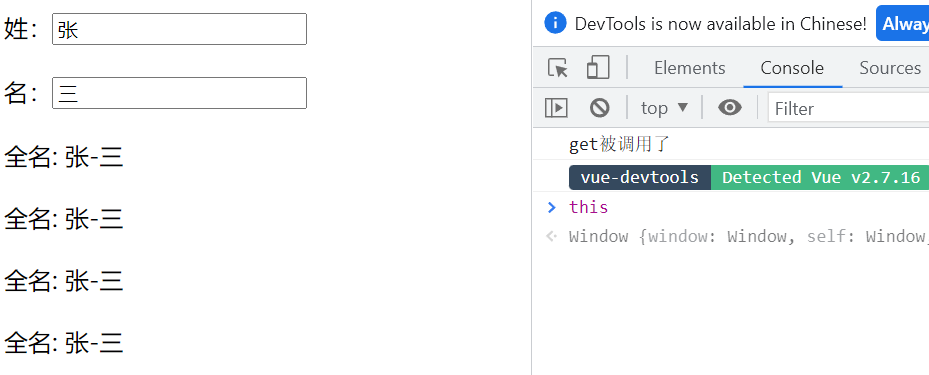 姓：张
名：三
全名: 张-三
全名: 张-三
全名: 张-三
全名: 张-三
DevTools is now available in Chinese! Alway
Elements Console Sources
top ▼ Filter
get被调用了
vue-devtools Detected Vue v2.7.16
> this
Window {window: Window, self: Window,